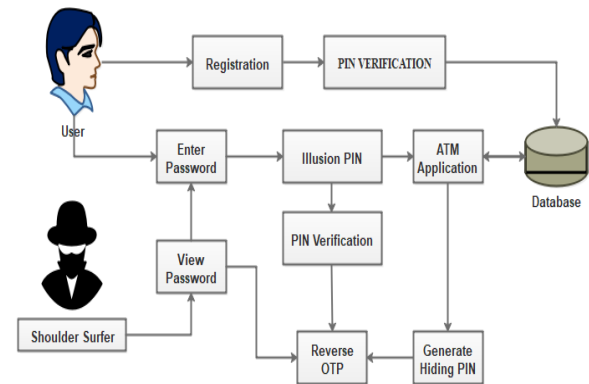 Registration
PIN VERIFICATION
User
Enter
Password
Illusion PIN
ATM
Application
Database
PIN Verification
View
Password
Shoulder Surfer
Reverse
OTP
Generate
Hiding PIN